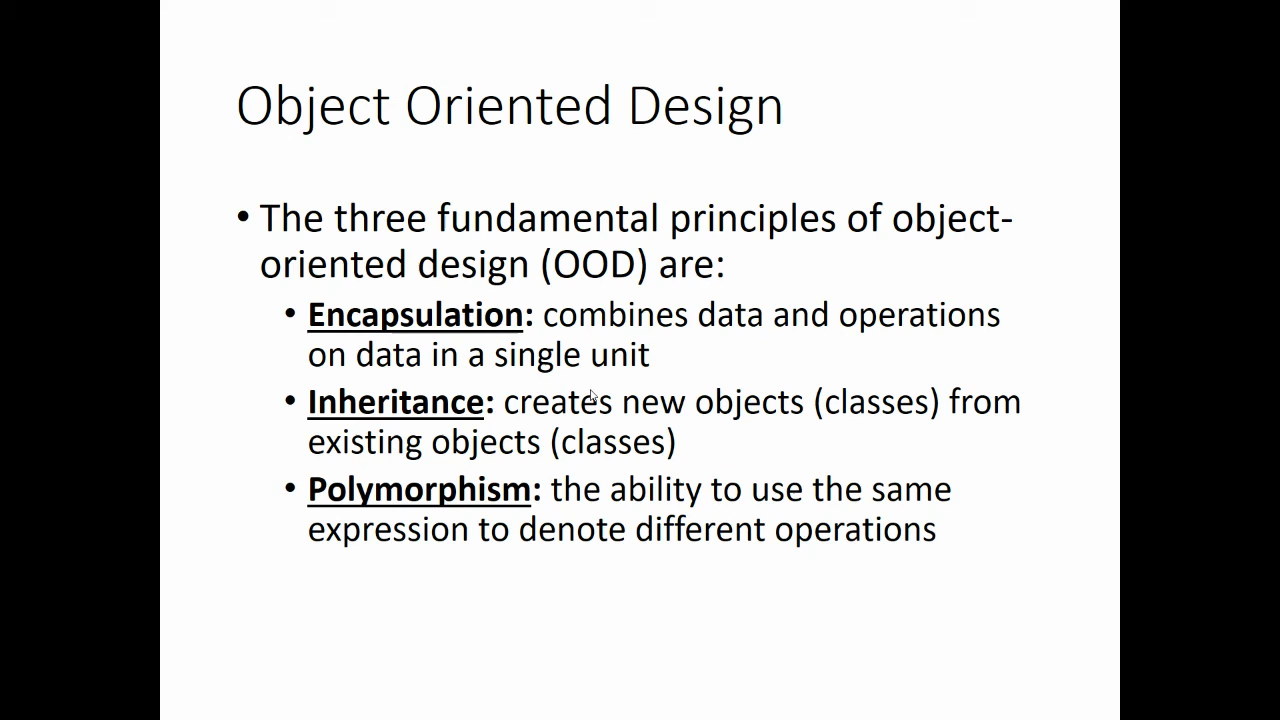 Object Oriented Design
• The three fundamental principles of object-
oriented design (OOD) are:
• Encapsulation: combines data and operations
on data in a single unit
• Inheritance: creates new objects (classes) from
existing objects (classes)
• Polymorphism: the ability to use the same
expression to denote different operations